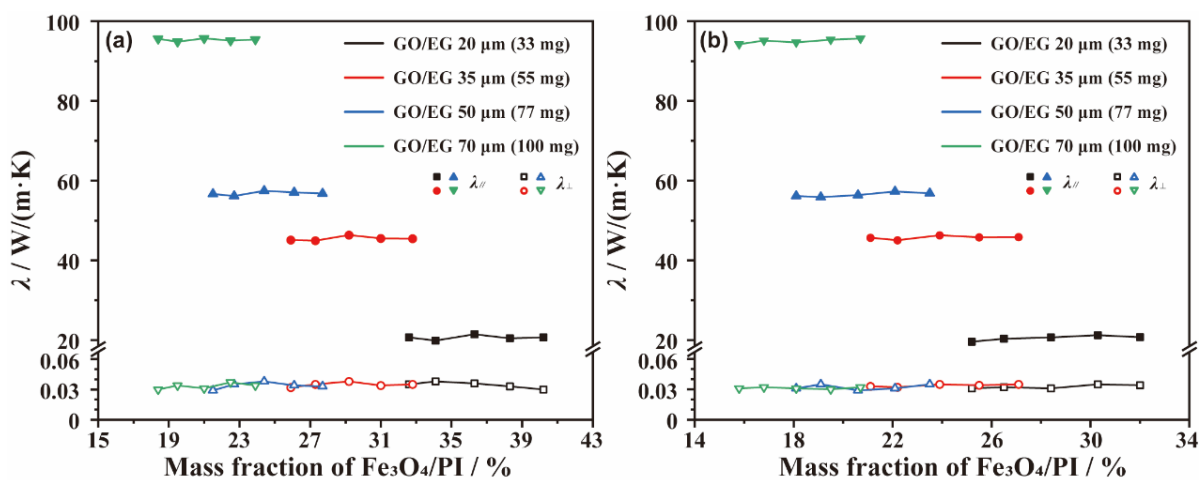 (a)
GO/EG 20 μm (33 mg)
GO/EG 35 μm (55 mg)
GO/EG 50 μm (77 mg)
GO/EG 70 μm (100 mg)
λ// λ⊥
λ / W/(m·K)
100
80
60
40
20
0.06
0.03
0
15 19 23 27 31 35 39 43
Mass fraction of Fe₃O₄/PI / %
(b)
GO/EG 20 μm (33 mg)
GO/EG 35 μm (55 mg)
GO/EG 50 μm (77 mg)
GO/EG 70 μm (100 mg)
λ// λ⊥
λ / W/(m·K)
100
80
60
40
20
0.06
0.03
0
14 18 22 26 30 34
Mass fraction of Fe₃O₄/PI / %